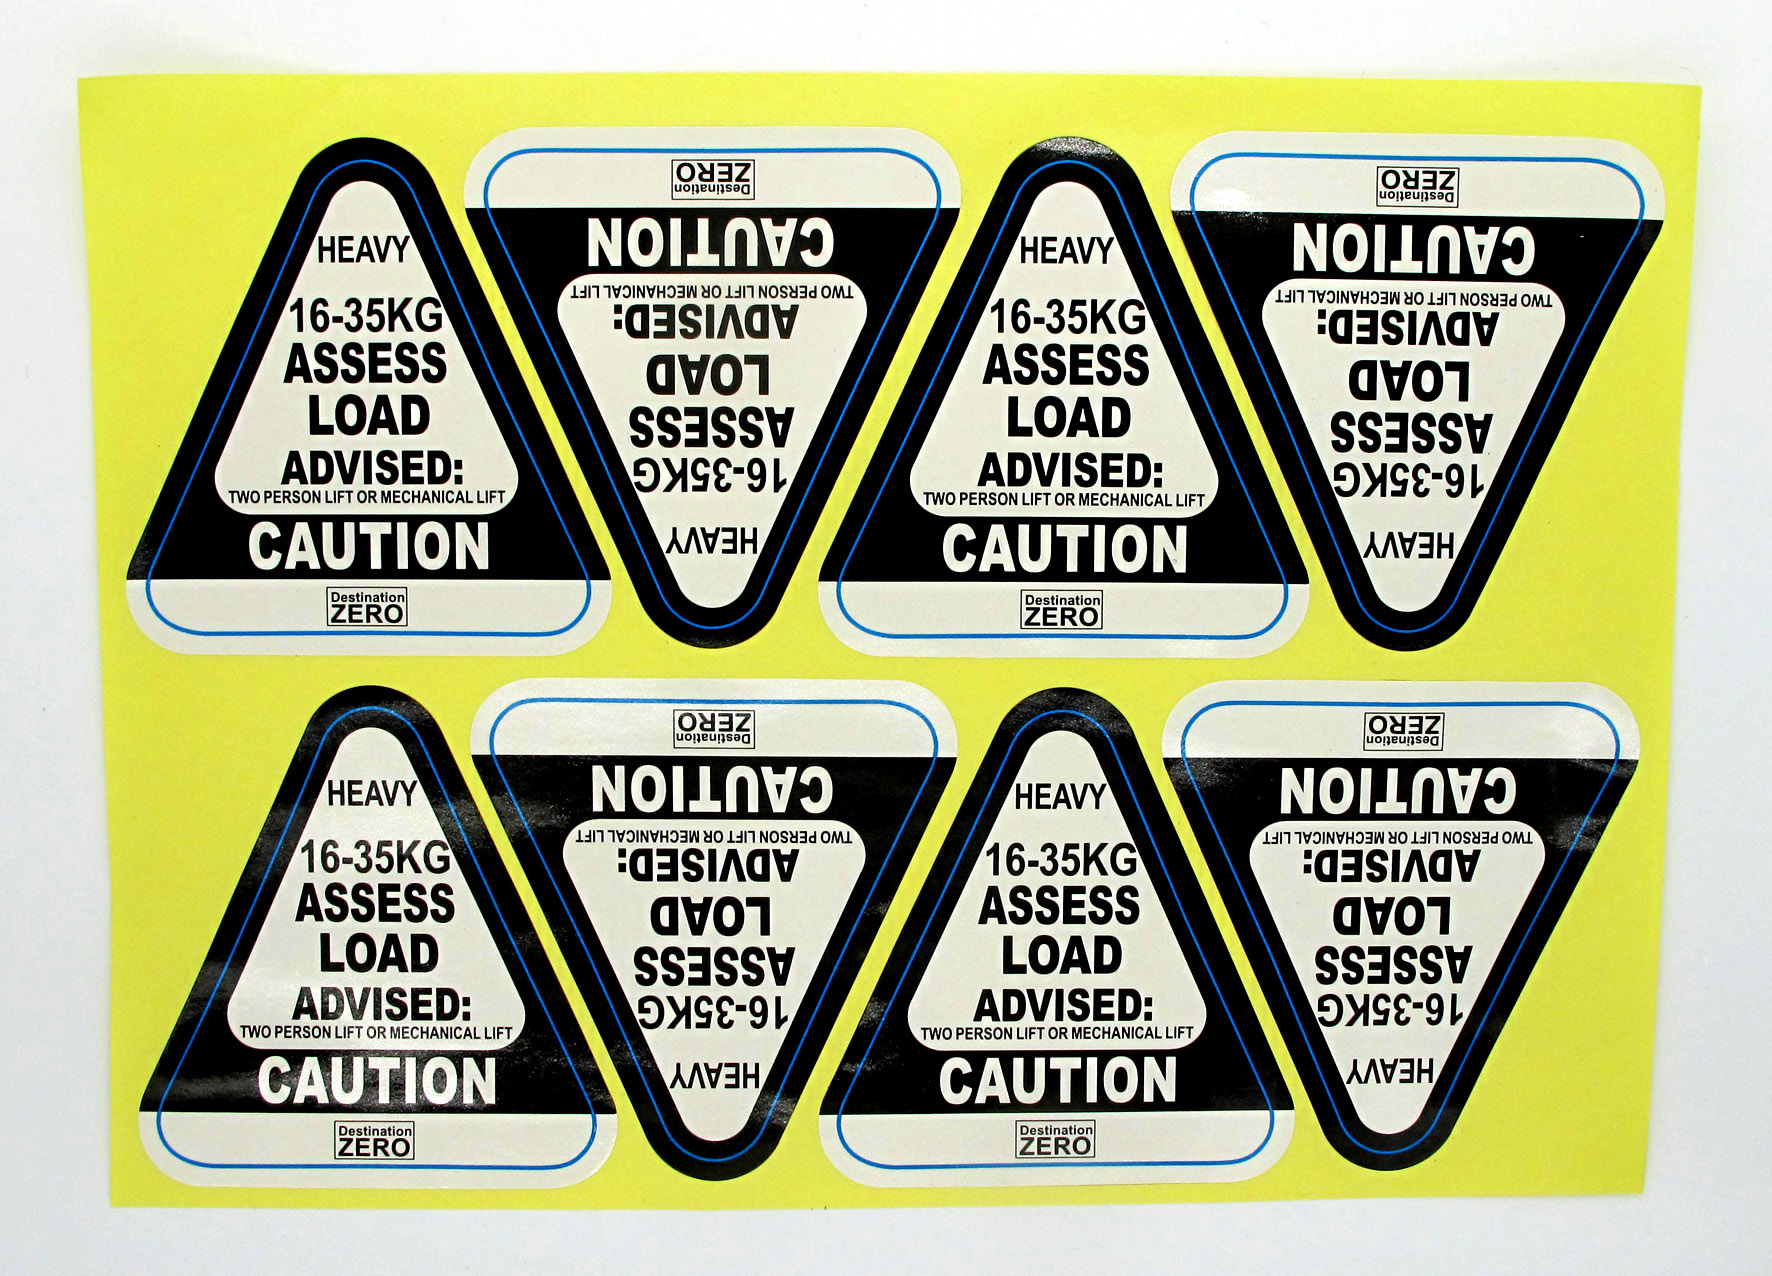 HEAVY
16-35KG
ASSESS
LOAD
ADVISED:
TWO PERSON LIFT OR MECHANICAL LIFT
CAUTION
Destination
ZERO
HEAVY
16-35KG
ASSESS
LOAD
ADVISED:
TWO PERSON LIFT OR MECHANICAL LIFT
CAUTION
Destination
ZERO
HEAVY
16-35KG
ASSESS
LOAD
ADVISED:
TWO PERSON LIFT OR MECHANICAL LIFT
CAUTION
Destination
ZERO
HEAVY
16-35KG
ASSESS
LOAD
ADVISED:
TWO PERSON LIFT OR MECHANICAL LIFT
CAUTION
Destination
ZERO
HEAVY
16-35KG
ASSESS
LOAD
ADVISED:
TWO PERSON LIFT OR MECHANICAL LIFT
CAUTION
Destination
ZERO
HEAVY
16-35KG
ASSESS
LOAD
ADVISED:
TWO PERSON LIFT OR MECHANICAL LIFT
CAUTION
Destination
ZERO
HEAVY
16-35KG
ASSESS
LOAD
ADVISED:
TWO PERSON LIFT OR MECHANICAL LIFT
CAUTION
Destination
ZERO
HEAVY
16-35KG
ASSESS
LOAD
ADVISED:
TWO PERSON LIFT OR MECHANICAL LIFT
CAUTION
Destination
ZERO